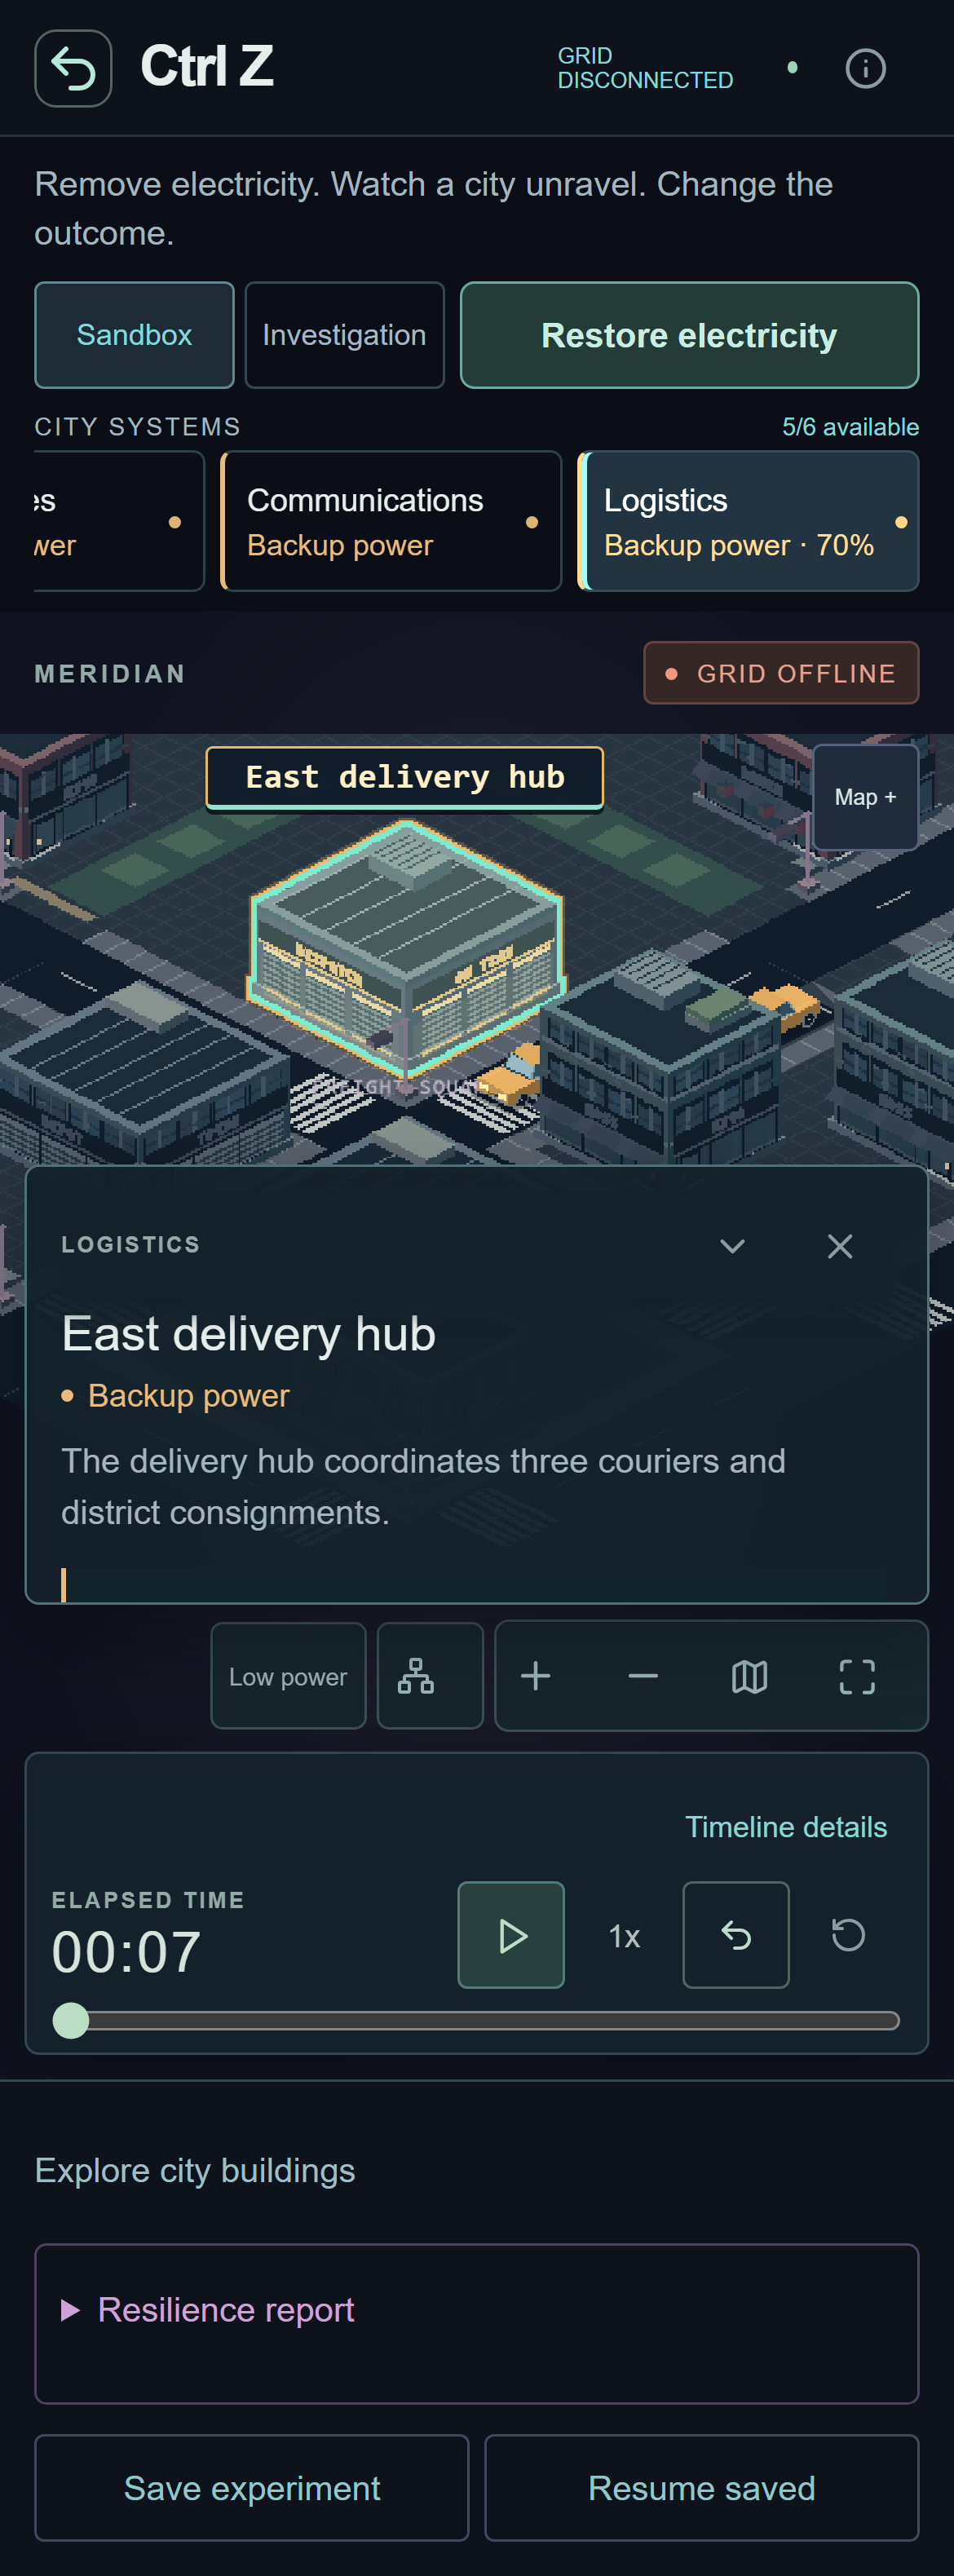 Ctrl Z
GRID
DISCONNECTED
Remove electricity. Watch a city unravel. Change the
outcome.
Sandbox
Investigation
Restore electricity
CITY SYSTEMS
5/6 available
Communications
Backup power
Logistics
Backup power · 70%
MERIDIAN
GRID OFFLINE
East delivery hub
Map +
LOGISTICS
East delivery hub
Backup power
The delivery hub coordinates three couriers and
district consignments.
Low power
Timeline details
ELAPSED TIME
00:07
1x
Explore city buildings
Resilience report
Save experiment
Resume saved